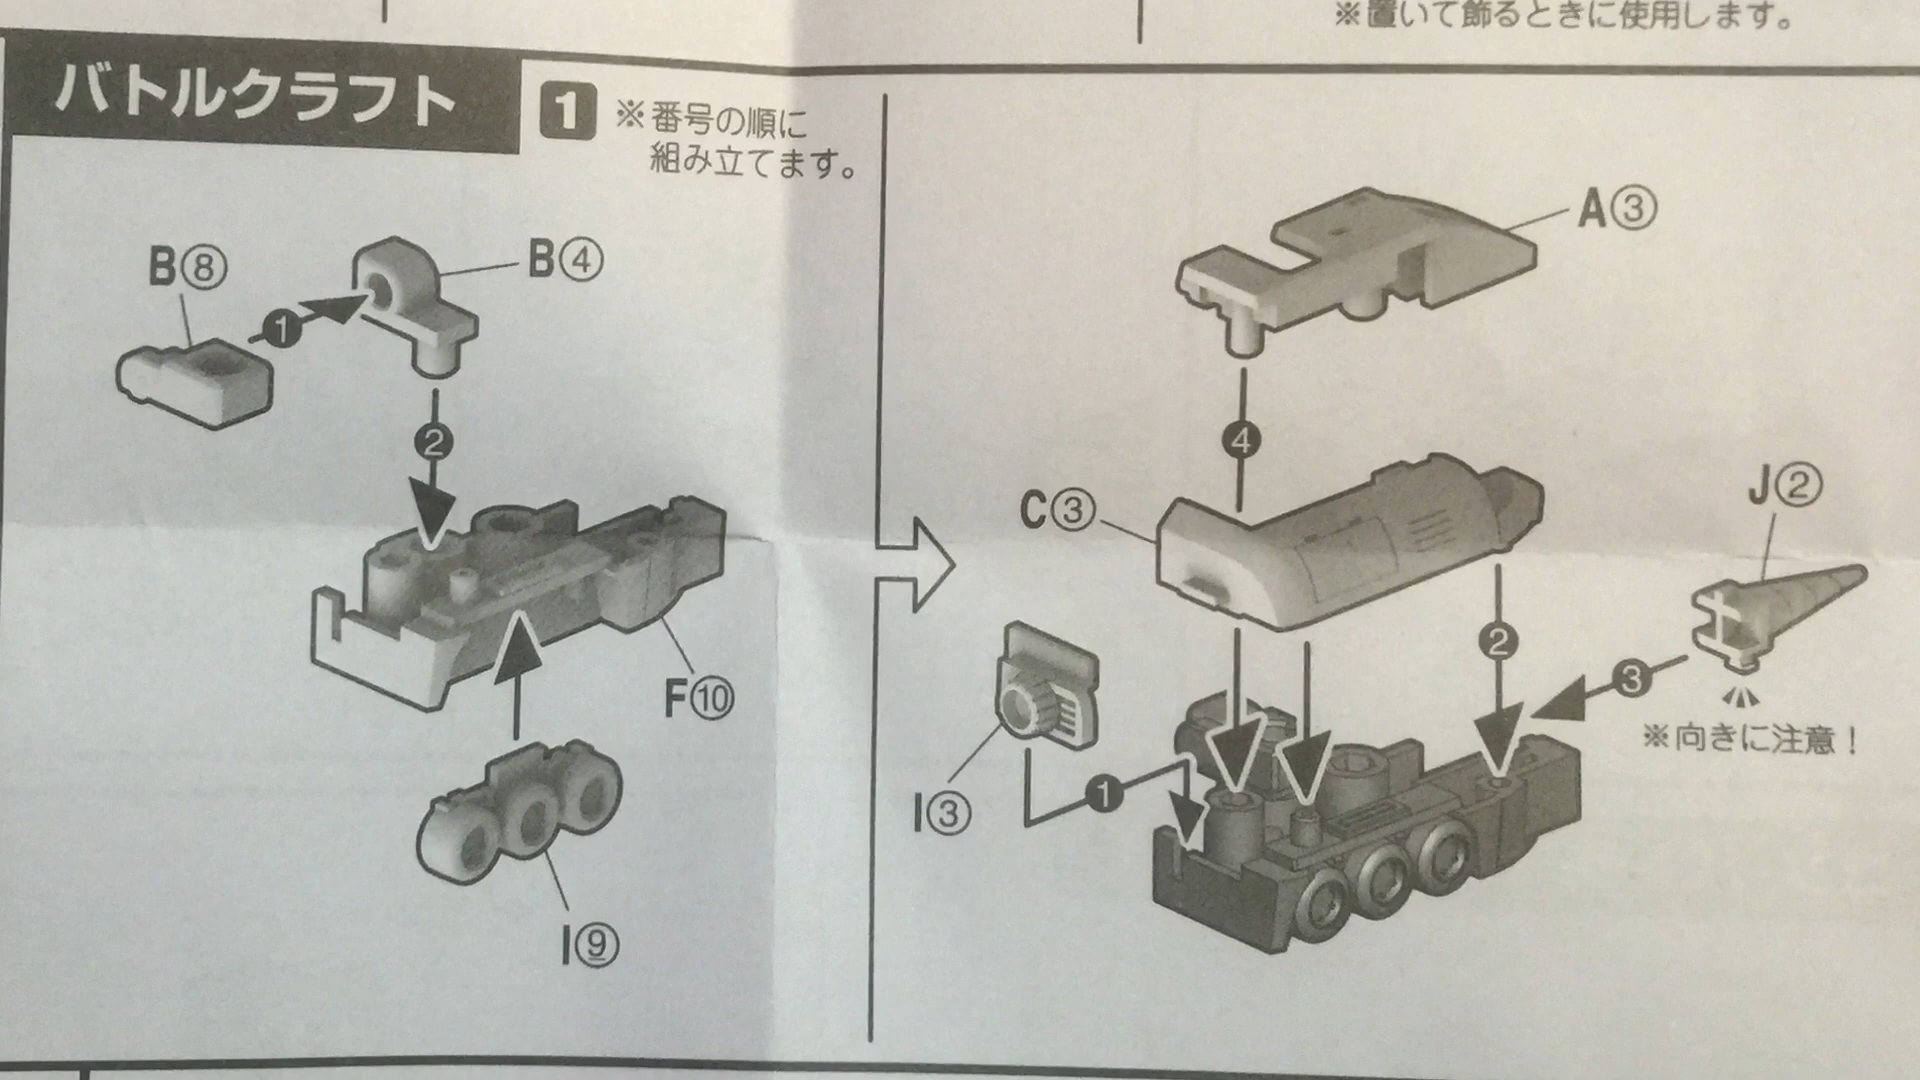 ※置いて飾るときに使用します。
バトルクラフト
1
※番号の順に
組み立てます。
B⑧
B④
1
2
F⑩
I⑨
A③
4
C③
J②
2
3
※向きに注意！
I③
1